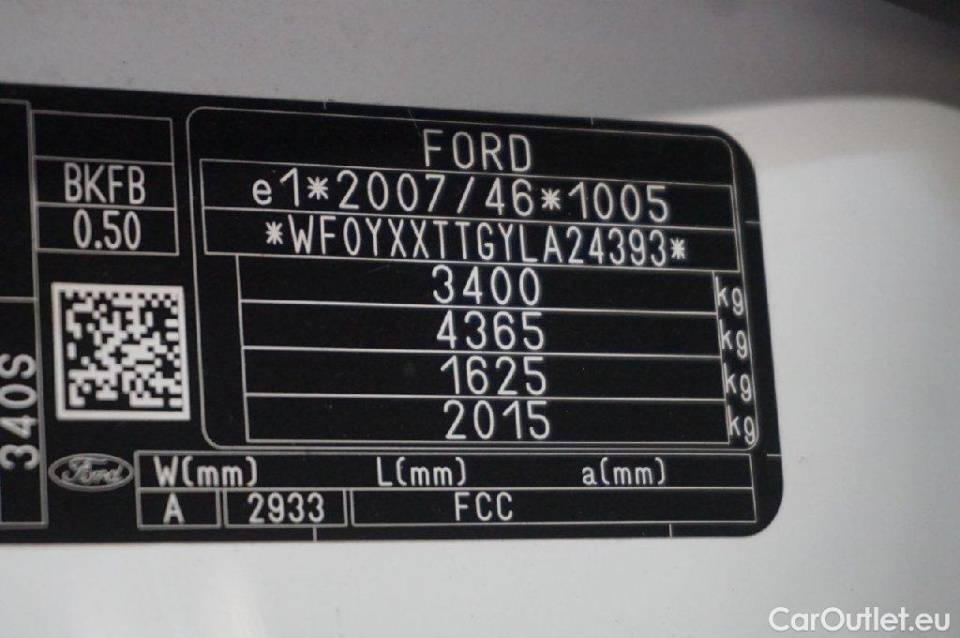 FORD
e1*2007/46*1005
*WF0YXXTTGYLA24393*
3400 kg
4365 kg
1625 kg
2015 kg
BKFB
0.50
340S
Ford
W(mm) L(mm) a(mm)
A 2933 FCC
CarOutlet.eu